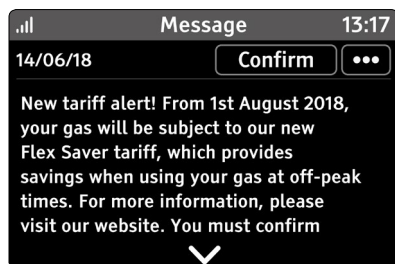 Message 13:17
14/06/18 Confirm
New tariff alert! From 1st August 2018,
your gas will be subject to our new
Flex Saver tariff, which provides
savings when using your gas at off-peak
times. For more information, please
visit our website. You must confirm